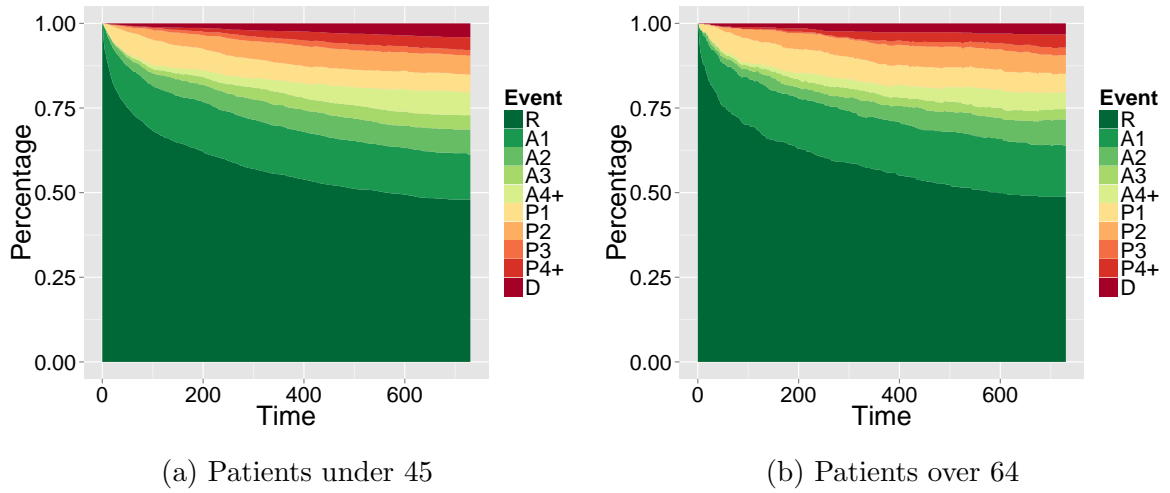 1.00
0.75
0.50
0.25
0.00
Percentage
0 200 400 600
Time
Event
R
A1
A2
A3
A4+
P1
P2
P3
P4+
D
(a) Patients under 45
1.00
0.75
0.50
0.25
0.00
Percentage
0 200 400 600
Time
Event
R
A1
A2
A3
A4+
P1
P2
P3
P4+
D
(b) Patients over 64